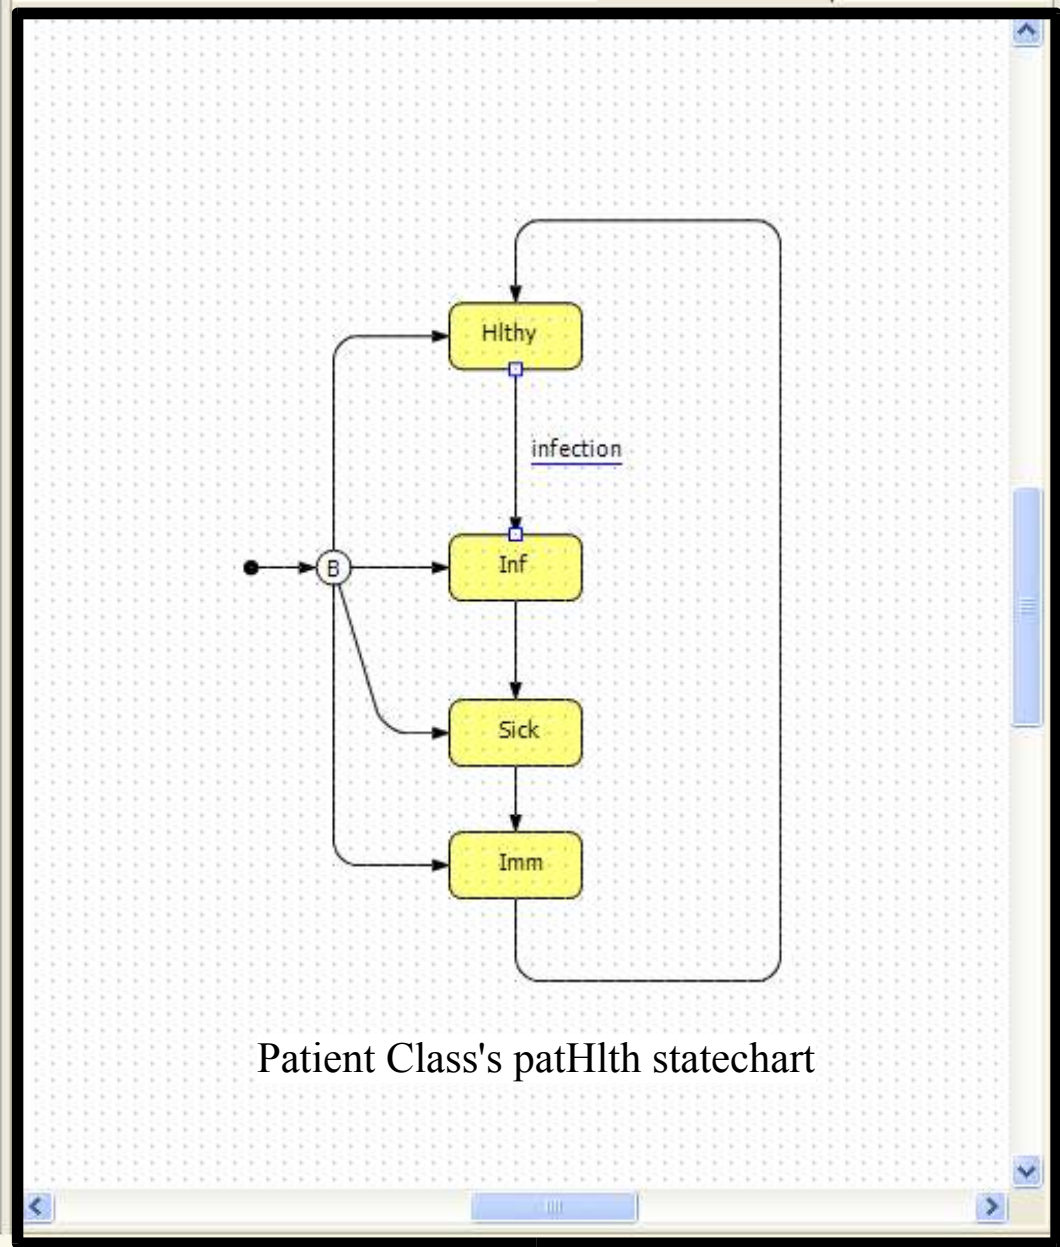 Hlthy
infection
B
Inf
Sick
Imm
Patient Class's patHlth statechart